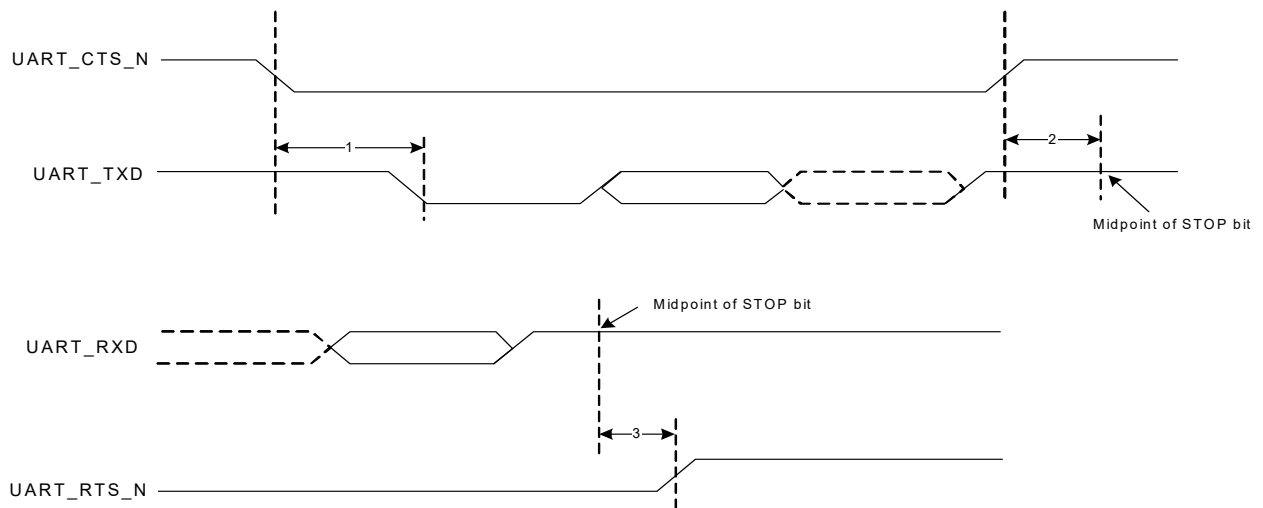 UART_CTS_N
1
2
UART_TXD
Midpoint of STOP bit
Midpoint of STOP bit
UART_RXD
3
UART_RTS_N